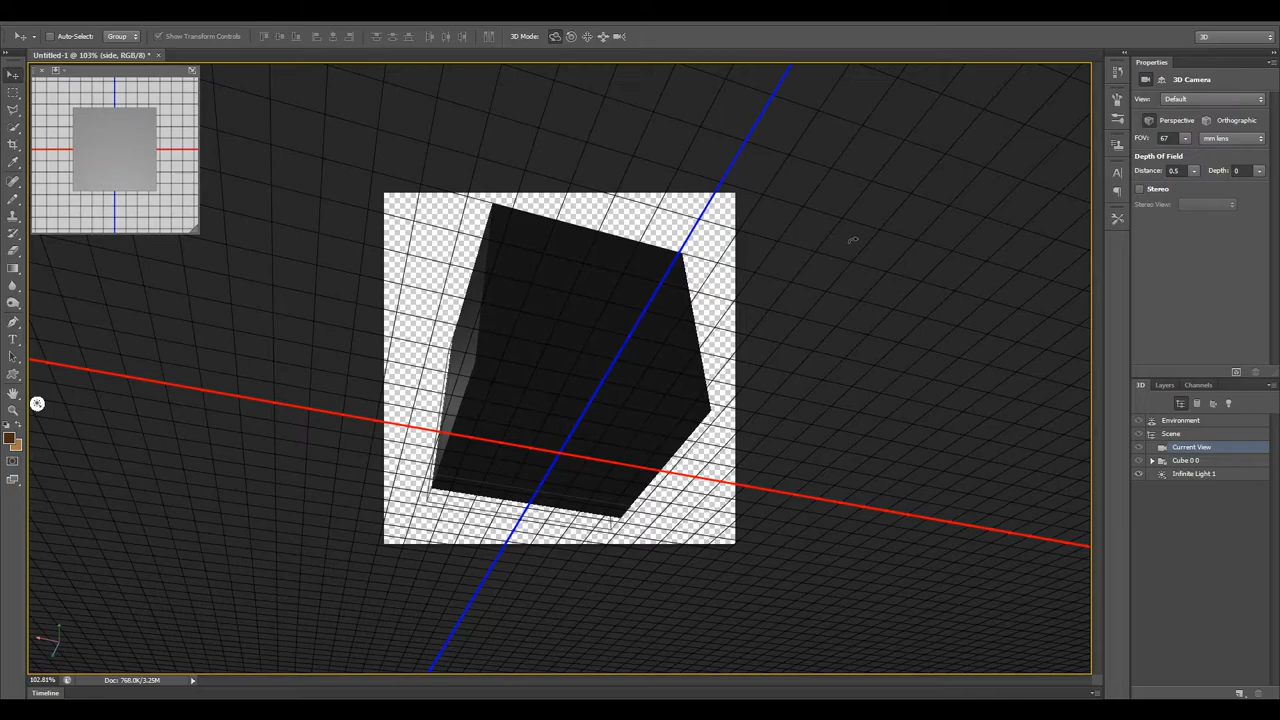 Auto-Select: Group Show Transform Controls 3D Mode: 3D
Untitled-1 @ 103% (side, RGB/8) *
Properties
3D Camera
View: Default
Perspective Orthographic
FOV: 67 mm lens
Depth Of Field
Distance: 0.5 Depth: 0
Stereo
Stereo View:
3D Layers Channels
Environment
Scene
Current View
Cube 0 0
Infinite Light 1
102.81% Doc: 768.0K/3.25M
Timeline